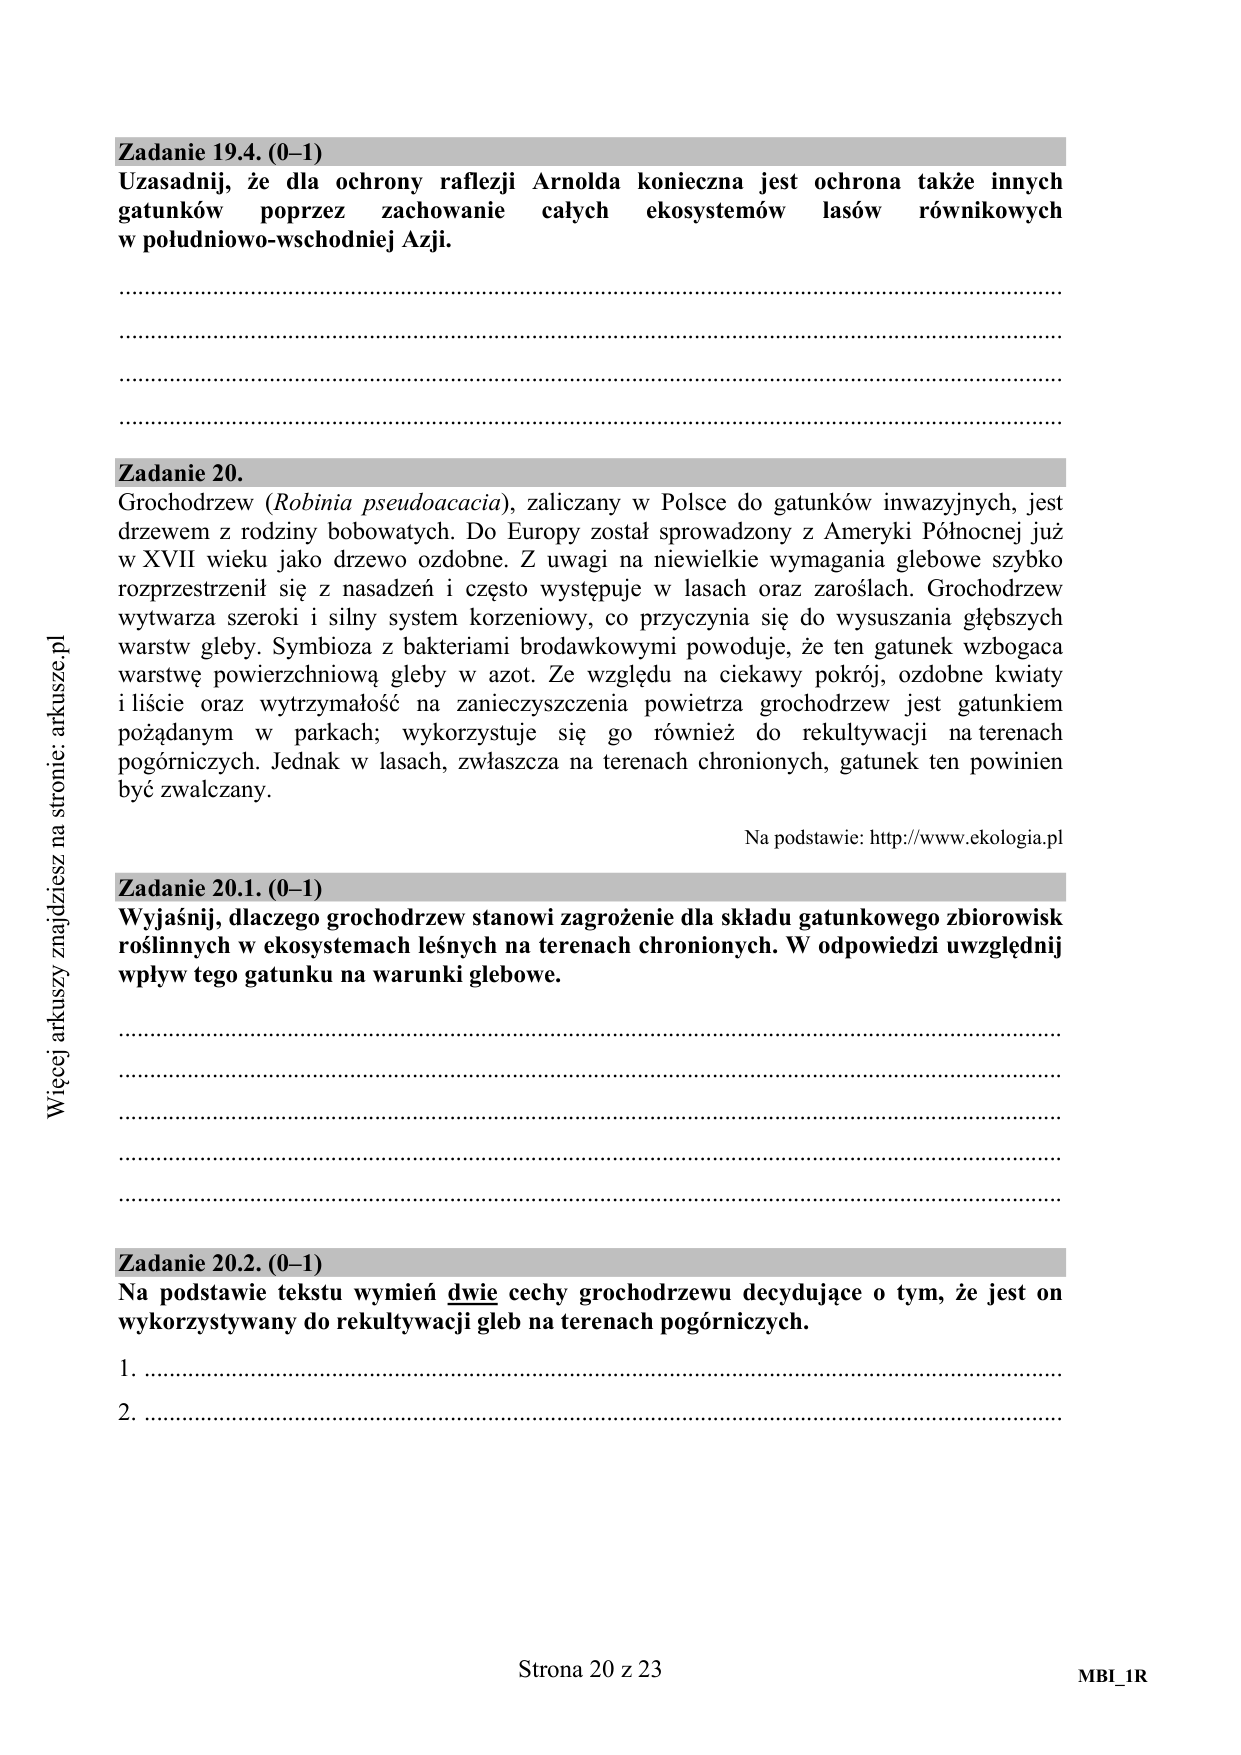 Zadanie 19.4. (0–1)
Uzasadnij, że dla ochrony raflezji Arnolda konieczna jest ochrona także innych
gatunków poprzez zachowanie całych ekosystemów lasów równikowych
w południowo-wschodniej Azji.
....................................................................................................
....................................................................................................
....................................................................................................
....................................................................................................
Zadanie 20.
Grochodrzew (Robinia pseudoacacia), zaliczany w Polsce do gatunków inwazyjnych, jest
drzewem z rodziny bobowatych. Do Europy został sprowadzony z Ameryki Północnej już
w XVII wieku jako drzewo ozdobne. Z uwagi na niewielkie wymagania glebowe szybko
rozprzestrzenił się z nasadzeń i często występuje w lasach oraz zaroślach. Grochodrzew
wytwarza szeroki i silny system korzeniowy, co przyczynia się do wysuszania głębszych
warstw gleby. Symbioza z bakteriami brodawkowymi powoduje, że ten gatunek wzbogaca
warstwę powierzchniową gleby w azot. Ze względu na ciekawy pokrój, ozdobne kwiaty
i liście oraz wytrzymałość na zanieczyszczenia powietrza grochodrzew jest gatunkiem
pożądanym w parkach; wykorzystuje się go również do rekultywacji na terenach
pogórniczych. Jednak w lasach, zwłaszcza na terenach chronionych, gatunek ten powinien
być zwalczany.
Na podstawie: http://www.ekologia.pl
Zadanie 20.1. (0–1)
Wyjaśnij, dlaczego grochodrzew stanowi zagrożenie dla składu gatunkowego zbiorowisk
roślinnych w ekosystemach leśnych na terenach chronionych. W odpowiedzi uwzględnij
wpływ tego gatunku na warunki glebowe.
....................................................................................................
....................................................................................................
....................................................................................................
....................................................................................................
....................................................................................................
Zadanie 20.2. (0–1)
Na podstawie tekstu wymień dwie cechy grochodrzewu decydujące o tym, że jest on
wykorzystywany do rekultywacji gleb na terenach pogórniczych.
1. ....................................................................................................
2. ....................................................................................................
Strona 20 z 23
MBI_1R
Więcej arkuszy znajdziesz na stronie: arkusze.pl